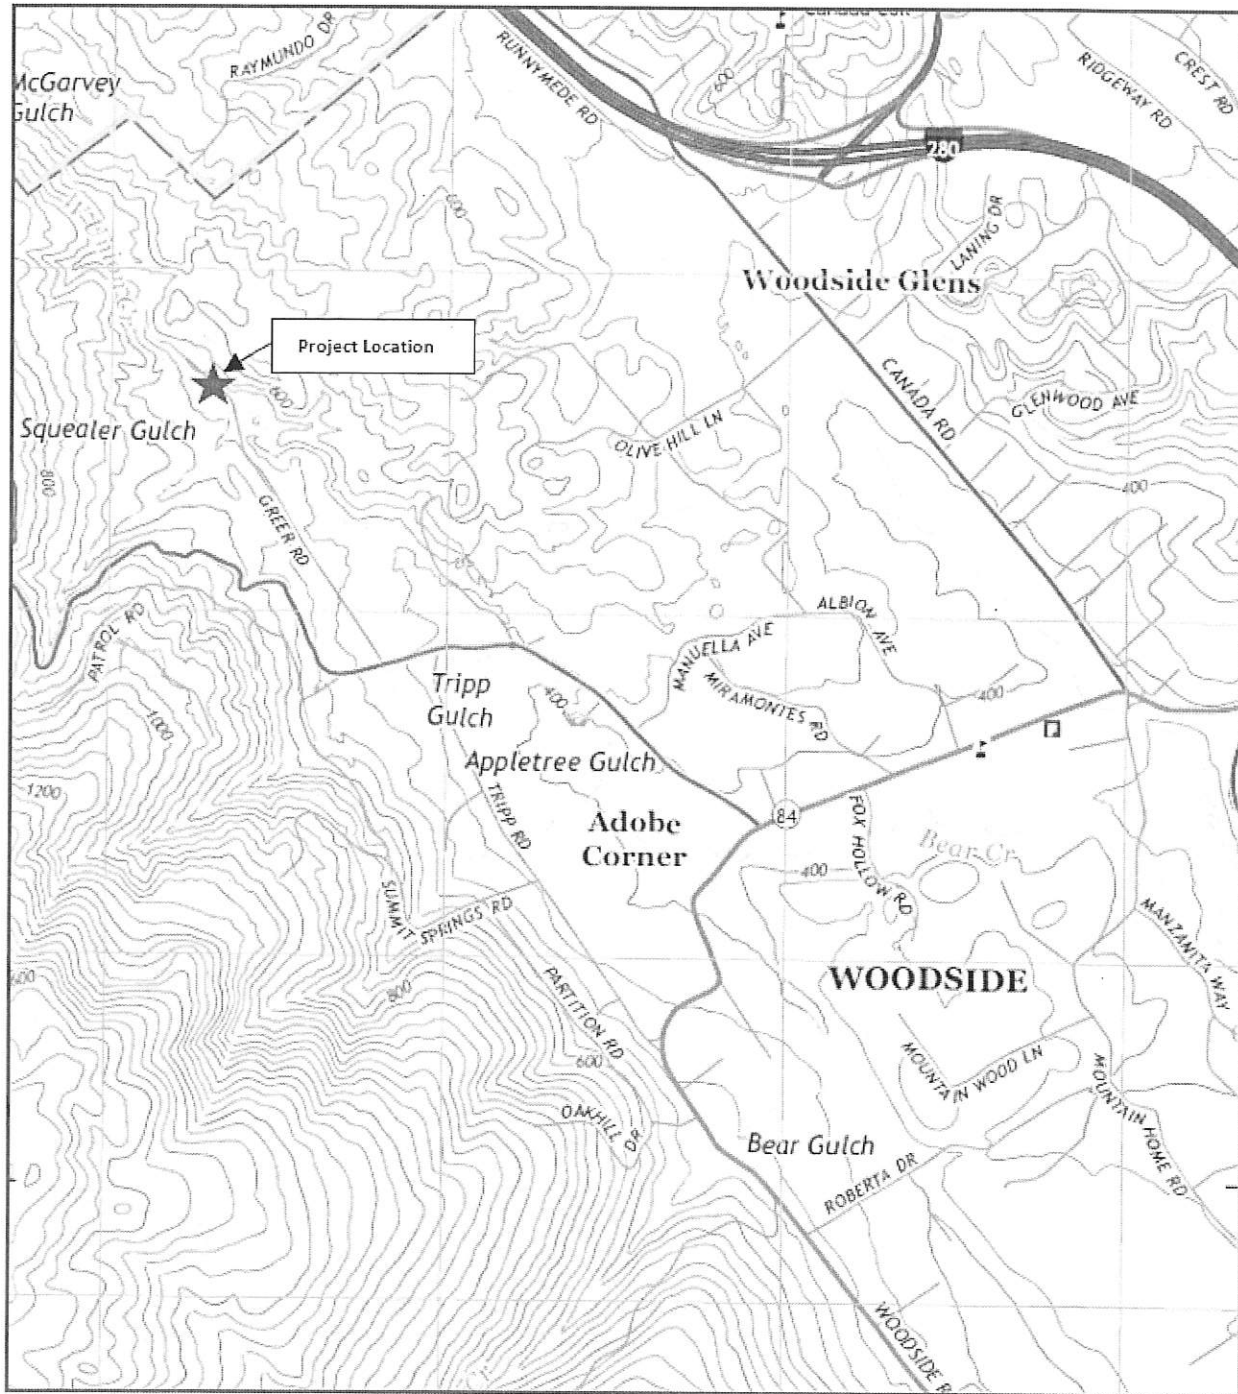 RAYMUNDO DR
McGarvey
Gulch
RUNNYMEDE RD
600
RIDGEWAY RD
CREST RD
280
LANING DR
600
Woodside Glens
Project Location
600
Squealer Gulch
800
OLIVE HILL LN
CANADA RD
GLENWOOD AVE
400
GREER RD
PATROL RD
ALBION AVE
MANUELLA AVE
MIRAMONTES RD
400
Tripp
Gulch
400
1000
Appletree Gulch
1200
TRIPP RD
Adobe
Corner
84
FOX HOLLOW RD
Bear Cr
400
SUMMIT SPRINGS RD
MANZANITA WAY
WOODSIDE
800
PARTITION RD
600
MOUNTAIN WOOD LN
MOUNTAIN HOME RD
OAKHILL DR
Bear Gulch
ROBERTA DR
WOODSIDE R